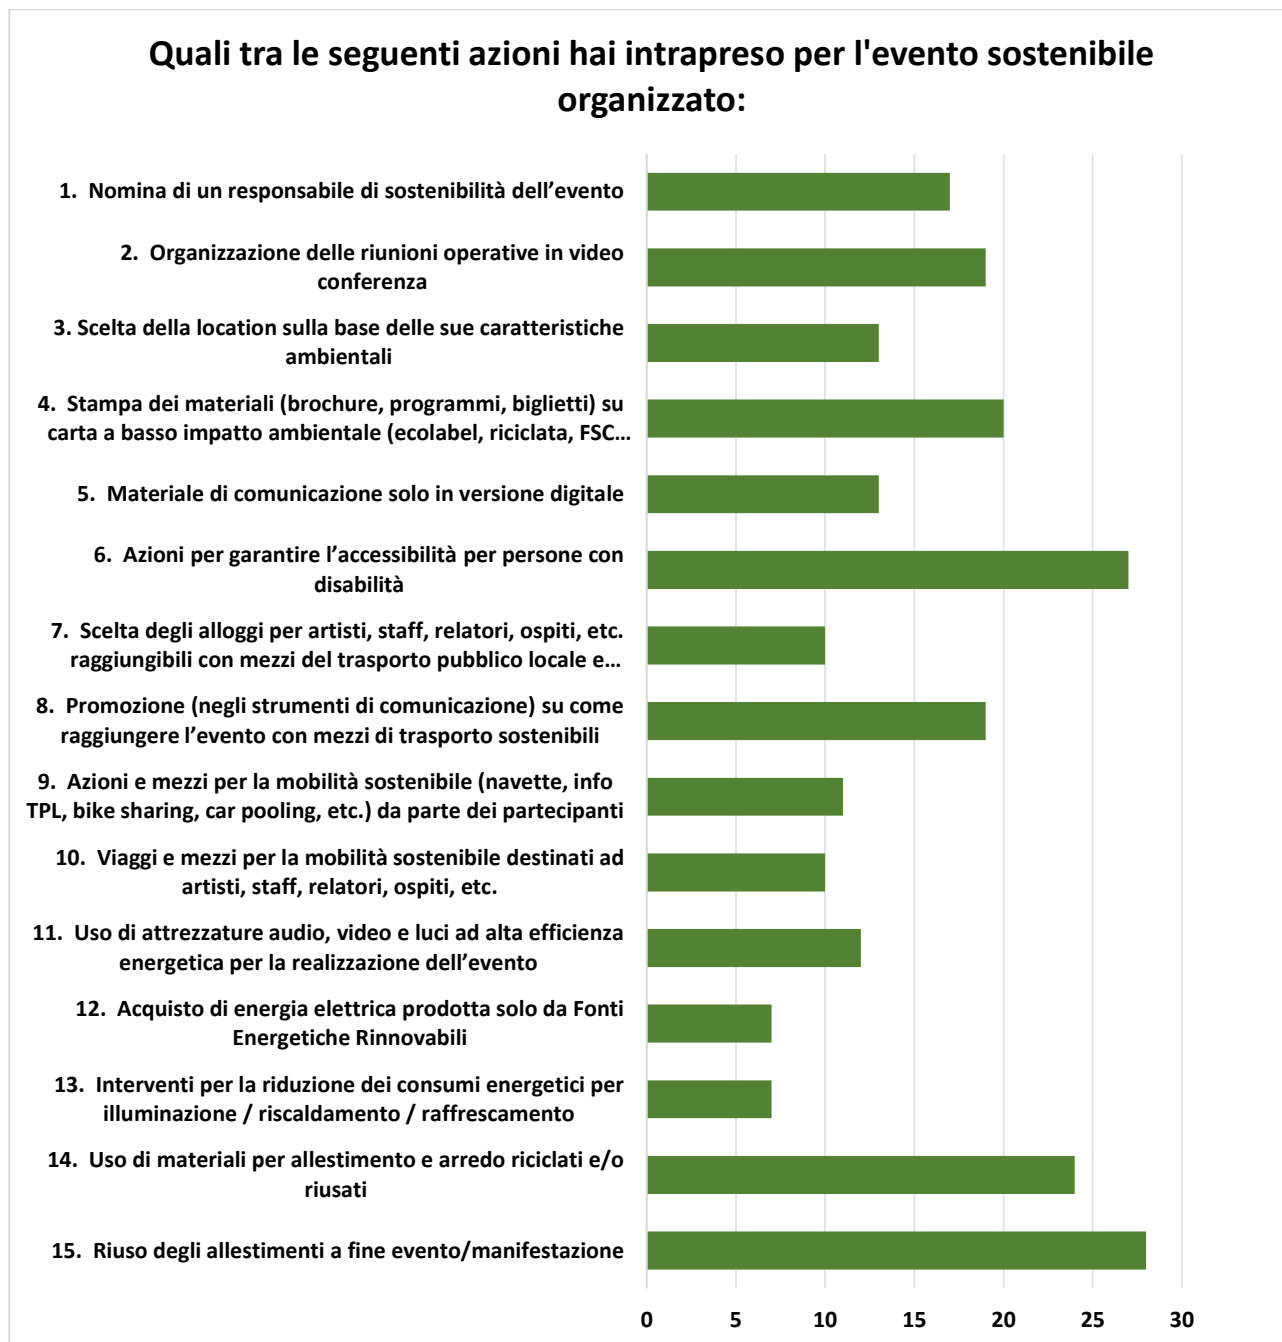 Quali tra le seguenti azioni hai intrapreso per l'evento sostenibile
organizzato:
1. Nomina di un responsabile di sostenibilità dell’evento
2. Organizzazione delle riunioni operative in video
conferenza
3. Scelta della location sulla base delle sue caratteristiche
ambientali
4. Stampa dei materiali (brochure, programmi, biglietti) su
carta a basso impatto ambientale (ecolabel, riciclata, FSC…
5. Materiale di comunicazione solo in versione digitale
6. Azioni per garantire l’accessibilità per persone con
disabilità
7. Scelta degli alloggi per artisti, staff, relatori, ospiti, etc.
raggiungibili con mezzi del trasporto pubblico locale e…
8. Promozione (negli strumenti di comunicazione) su come
raggiungere l’evento con mezzi di trasporto sostenibili
9. Azioni e mezzi per la mobilità sostenibile (navette, info
TPL, bike sharing, car pooling, etc.) da parte dei partecipanti
10. Viaggi e mezzi per la mobilità sostenibile destinati ad
artisti, staff, relatori, ospiti, etc.
11. Uso di attrezzature audio, video e luci ad alta efficienza
energetica per la realizzazione dell’evento
12. Acquisto di energia elettrica prodotta solo da Fonti
Energetiche Rinnovabili
13. Interventi per la riduzione dei consumi energetici per
illuminazione / riscaldamento / raffrescamento
14. Uso di materiali per allestimento e arredo riciclati e/o
riusati
15. Riuso degli allestimenti a fine evento/manifestazione
0 5 10 15 20 25 30